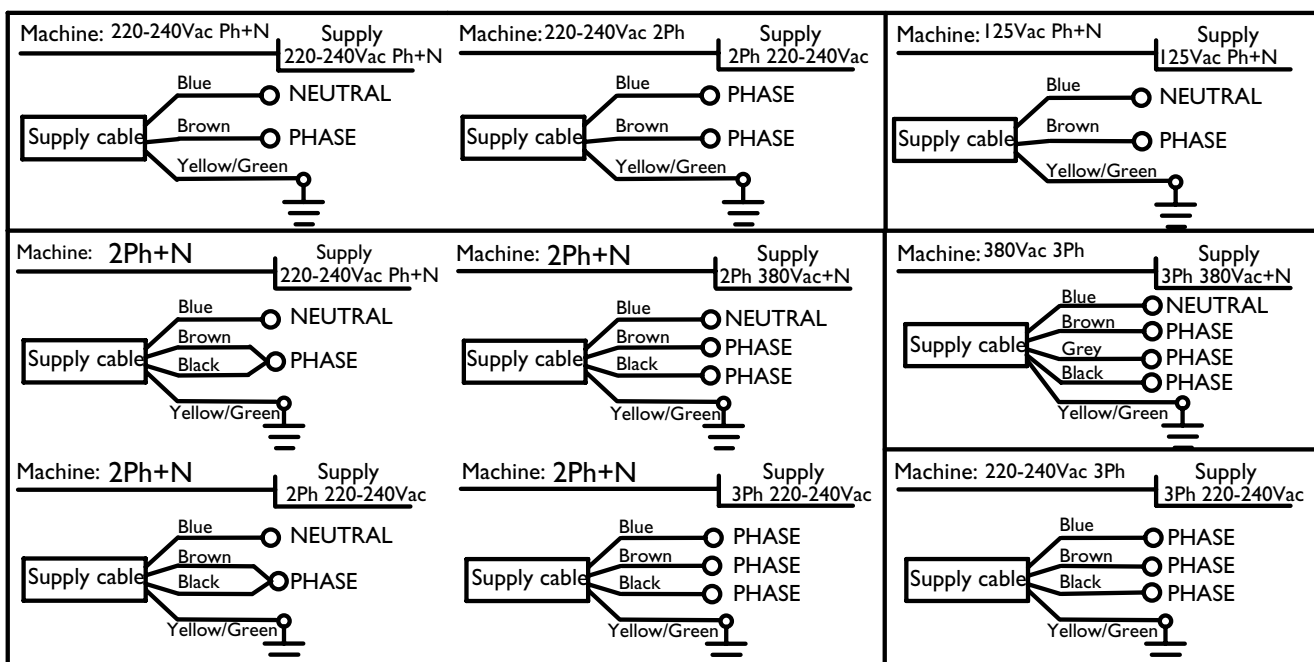 Machine: 220-240Vac Ph+N
Supply
220-240Vac Ph+N
Blue
NEUTRAL
Supply cable
Brown
PHASE
Yellow/Green
Machine: 220-240Vac 2Ph
Supply
2Ph 220-240Vac
Blue
PHASE
Supply cable
Brown
PHASE
Yellow/Green
Machine: 125Vac Ph+N
Supply
125Vac Ph+N
Blue
NEUTRAL
Supply cable
Brown
PHASE
Yellow/Green
Machine: 2Ph+N
Supply
220-240Vac Ph+N
Blue
NEUTRAL
Brown
Supply cable
PHASE
Black
Yellow/Green
Machine: 2Ph+N
Supply
2Ph 380Vac+N
Blue
NEUTRAL
Brown
PHASE
Supply cable
Black
PHASE
Yellow/Green
Machine: 380Vac 3Ph
Supply
3Ph 380Vac+N
Blue
NEUTRAL
Brown
PHASE
Supply cable
Grey
PHASE
Black
PHASE
Yellow/Green
Machine: 2Ph+N
Supply
2Ph 220-240Vac
Blue
NEUTRAL
Brown
Supply cable
PHASE
Black
Yellow/Green
Machine: 2Ph+N
Supply
3Ph 220-240Vac
Blue
PHASE
Brown
PHASE
Supply cable
Black
PHASE
Yellow/Green
Machine: 220-240Vac 3Ph
Supply
3Ph 220-240Vac
Blue
PHASE
Brown
PHASE
Supply cable
Black
PHASE
Yellow/Green